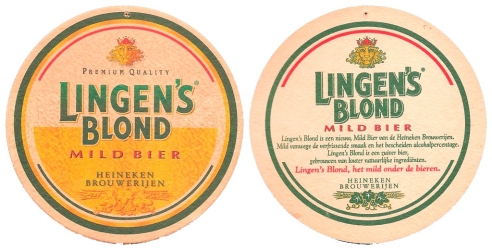 PREMIUM QUALITY
LINGEN'S
BLOND
MILD BIER
HEINEKEN
BROUWERIJEN
LINGEN'S
BLOND
MILD BIER
Lingen's Blond is een nieuw, Mild Bier van de Heineken Brouwerijen.
Mild vanwege de verfrissende smaak en het bescheiden alcoholpercentage.
Lingen's Blond is een zuiver bier,
gebrouwen van louter natuurlijke ingrediënten.
Lingen's Blond, het mild onder de bieren.
HEINEKEN
BROUWERIJEN